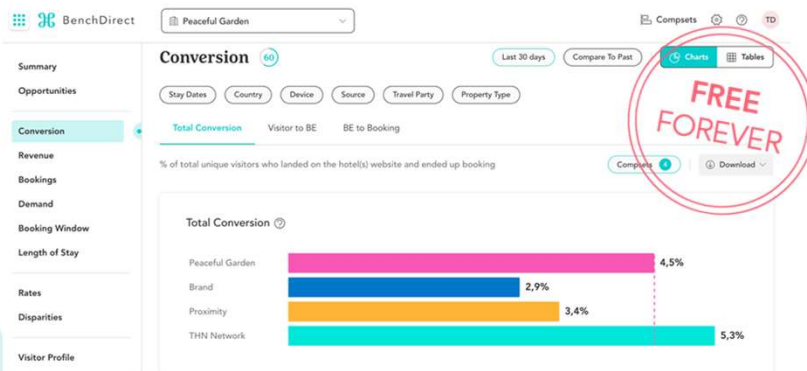 BenchDirect
Peaceful Garden
Compsets
TD
Summary
Opportunities
Conversion
Revenue
Bookings
Demand
Booking Window
Length of Stay
Rates
Disparities
Visitor Profile
Conversion 60
Last 30 days
Compare To Past
Charts
Tables
Stay Dates
Country
Device
Source
Travel Party
Property Type
FREE
FOREVER
Total Conversion
Visitor to BE
BE to Booking
% of total unique visitors who landed on the hotel(s) website and ended up booking
Compsets 4
Download
Total Conversion
Peaceful Garden 4,5%
Brand 2,9%
Proximity 3,4%
THN Network 5,3%